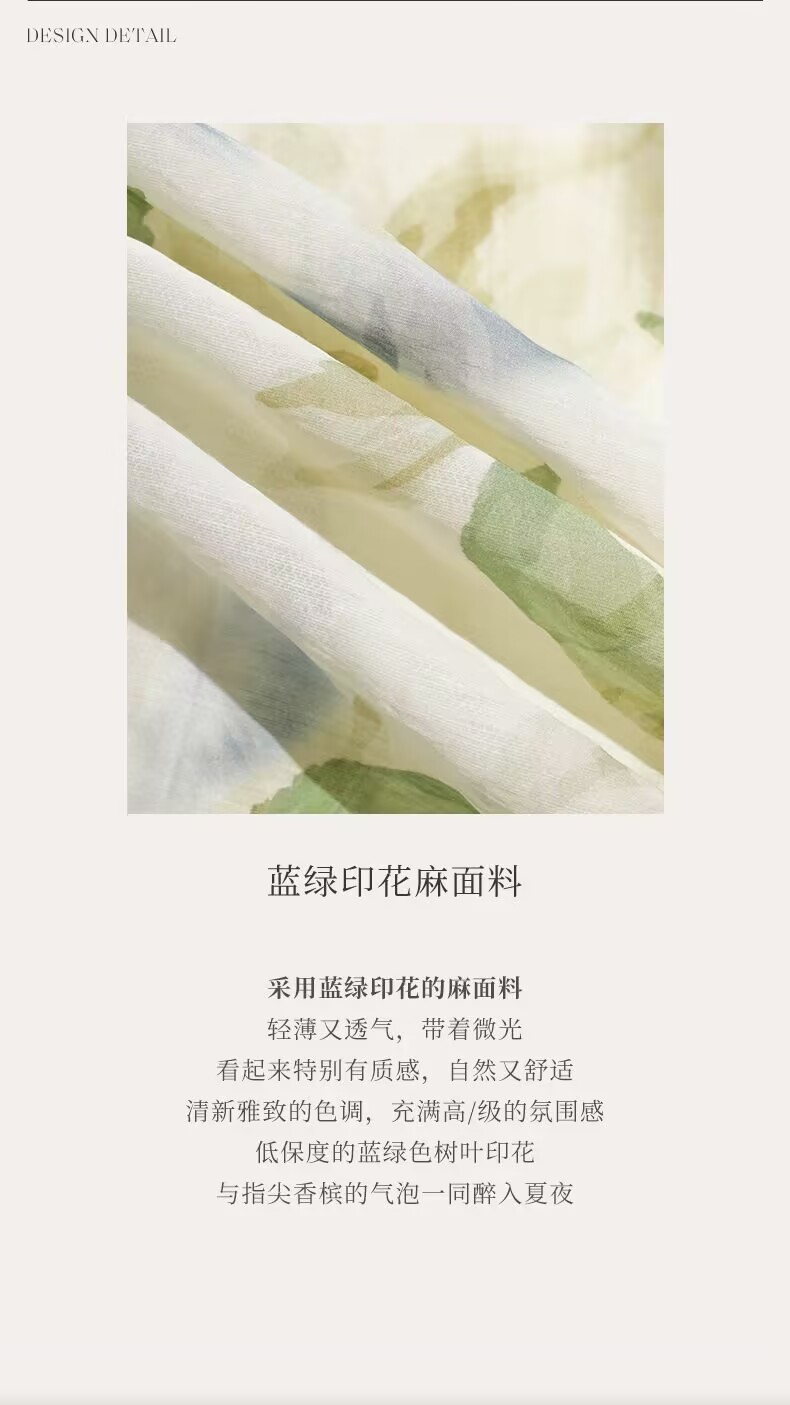 DESIGN DETAIL
蓝绿印花麻面料
采用蓝绿印花的麻面料
轻薄又透气，带着微光
看起来特别有质感，自然又舒适
清新雅致的色调，充满高/级的氛围感
低保度的蓝绿色树叶印花
与指尖香槟的气泡一同醉入夏夜